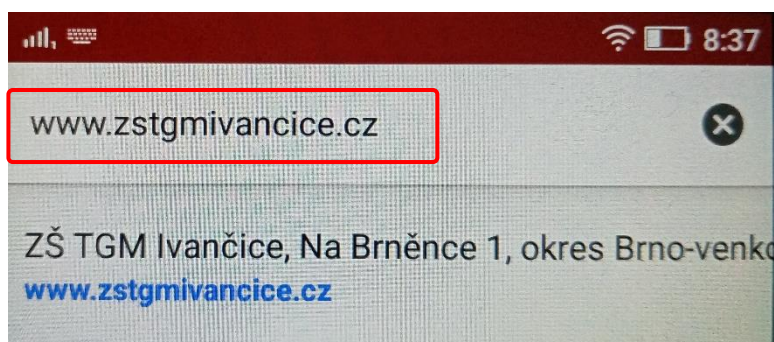 8:37
www.zstgmivancice.cz
ZŠ TGM Ivančice, Na Brněnce 1, okres Brno-venko
www.zstgmivancice.cz